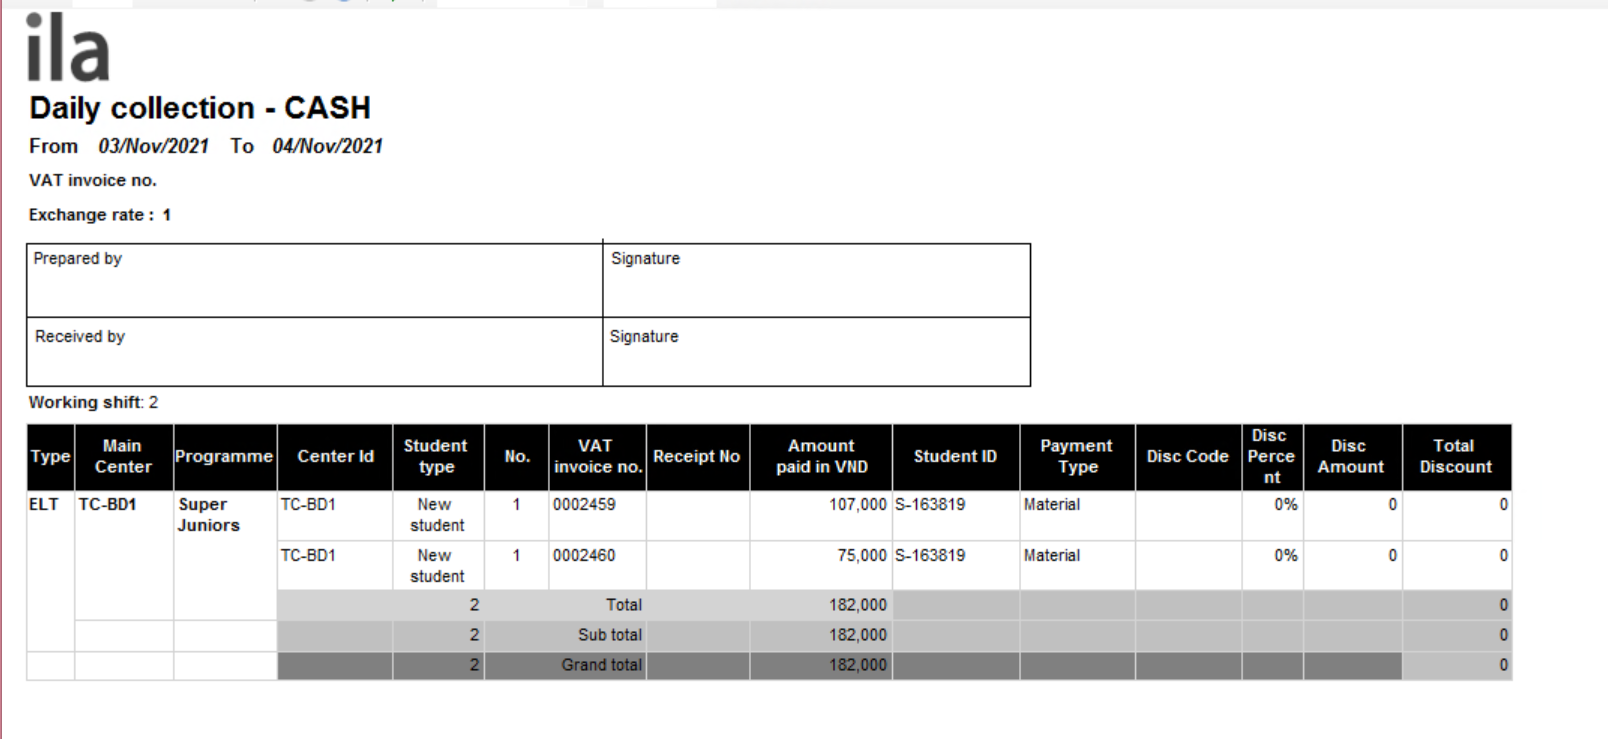 ila
Daily collection - CASH
From 03/Nov/2021 To 04/Nov/2021
VAT invoice no.
Exchange rate : 1
Prepared by Signature
Received by Signature
Working shift: 2
Type Main Center Programme Center Id Student type No. VAT invoice no. Receipt No Amount paid in VND Student ID Payment Type Disc Code Disc Perce nt Disc Amount Total Discount
ELT TC-BD1 Super Juniors TC-BD1 New student 1 0002459 107,000 S-163819 Material 0% 0 0
TC-BD1 New student 1 0002460 75,000 S-163819 Material 0% 0 0
2 Total 182,000 0
2 Sub total 182,000 0
2 Grand total 182,000 0